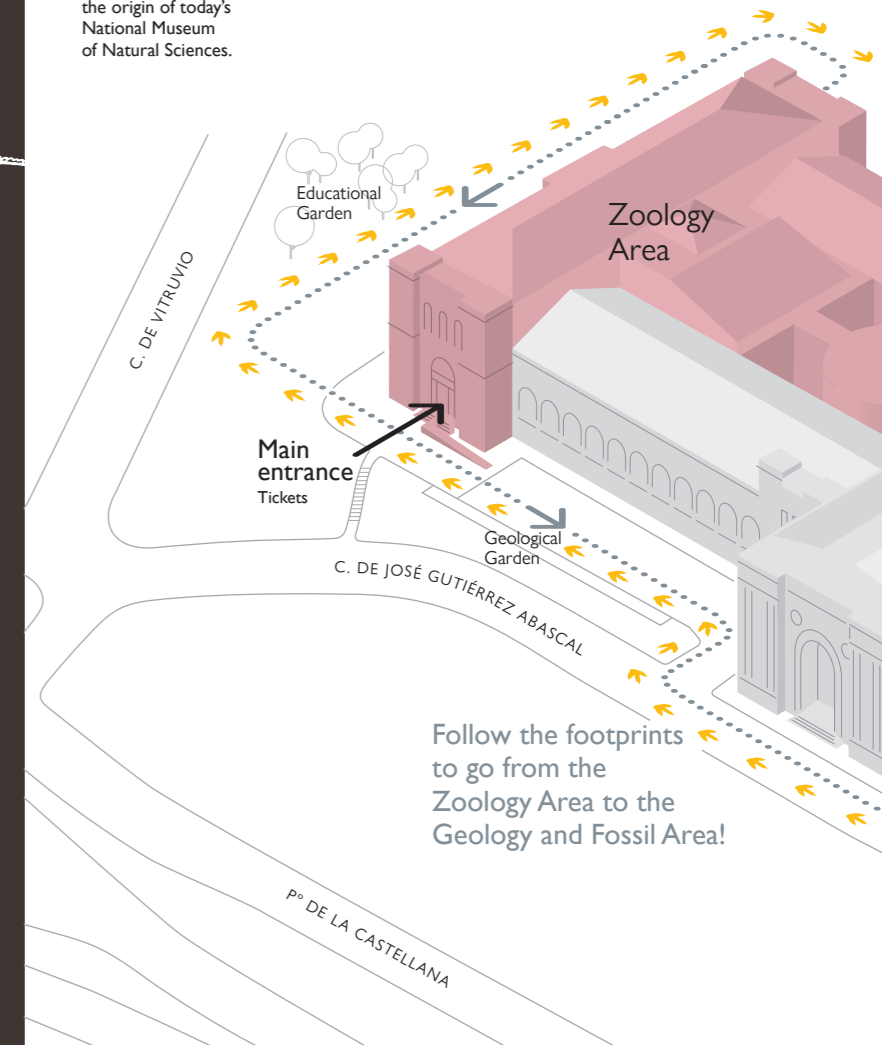 the origin of today's
National Museum
of Natural Sciences.
Educational
Garden
Zoology
Area
C. DE VITRUVIO
Main
entrance
Tickets
Geological
Garden
C. DE JOSÉ GUTIÉRREZ ABASCAL
Follow the footprints
to go from the
Zoology Area to the
Geology and Fossil Area!
Pº DE LA CASTELLANA